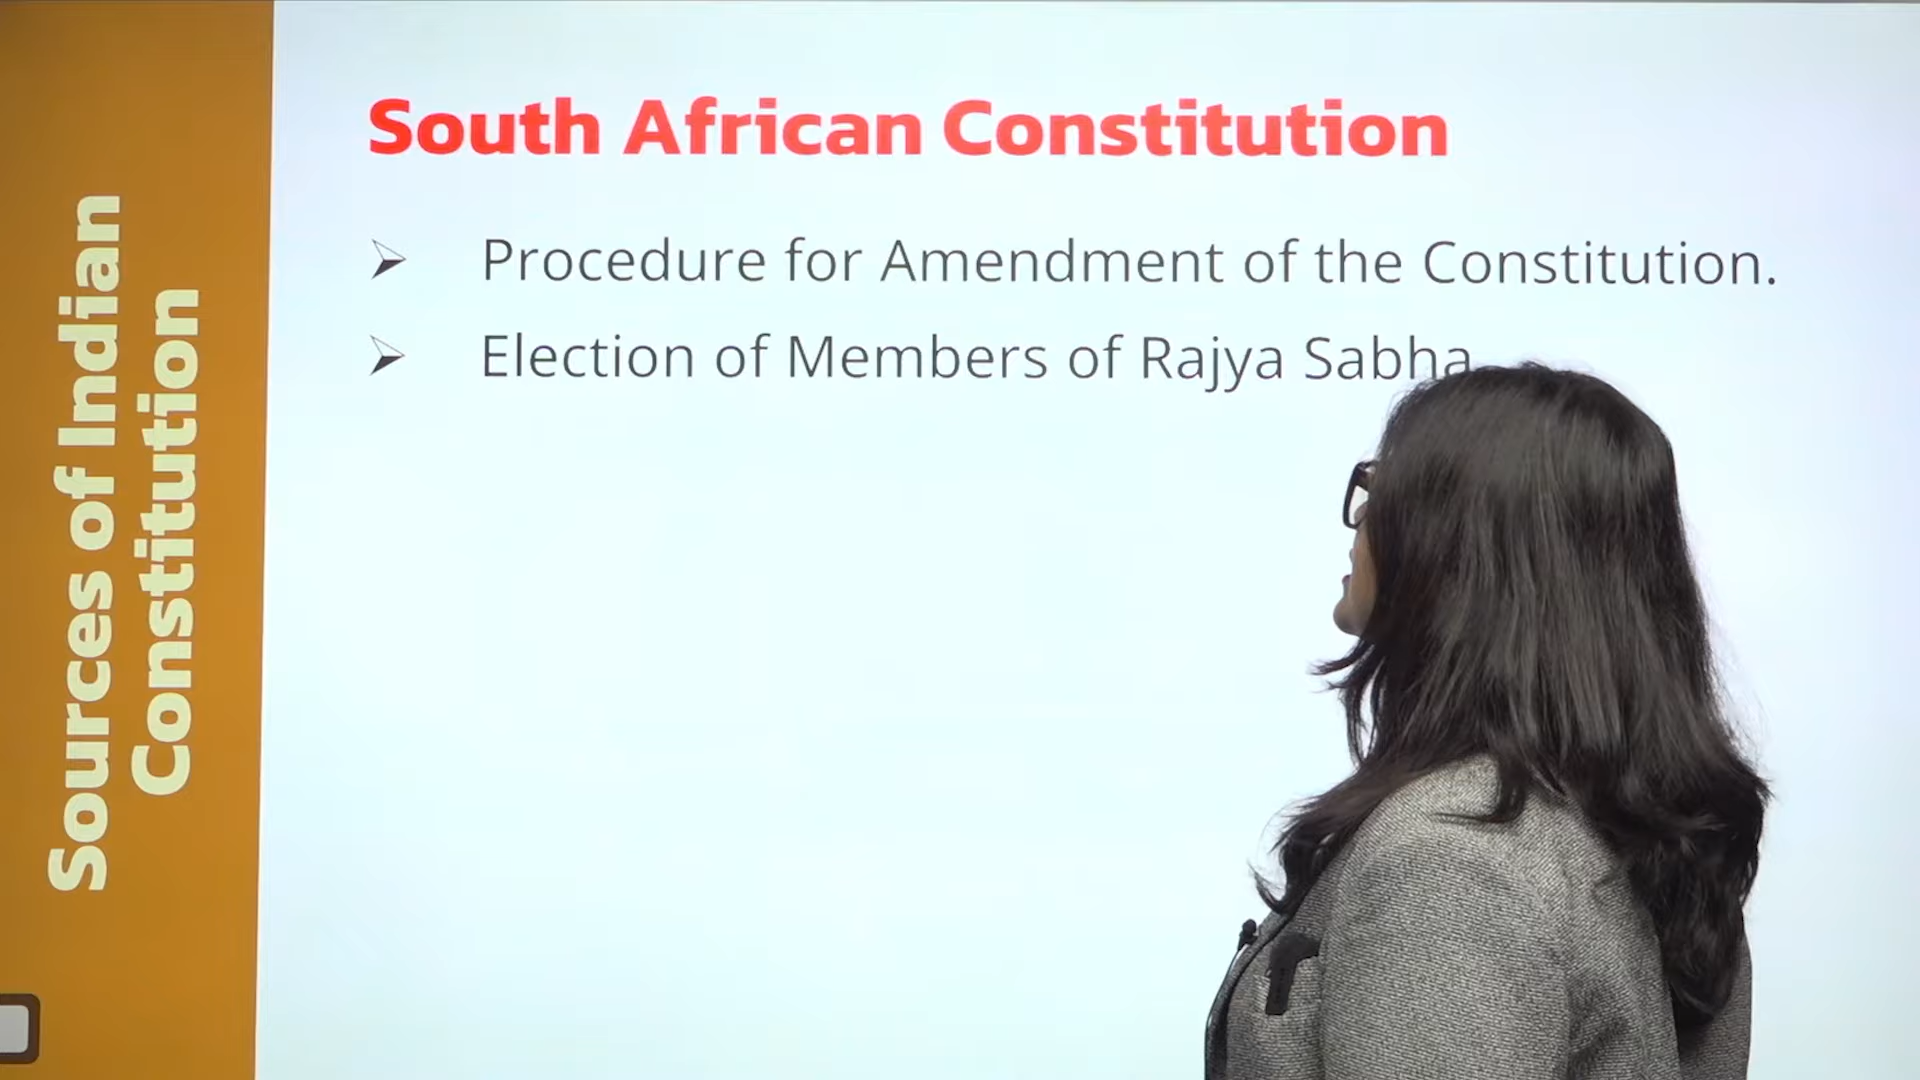 Sources of Indian
Constitution
South African Constitution
➢ Procedure for Amendment of the Constitution.
➢ Election of Members of Rajya Sabha